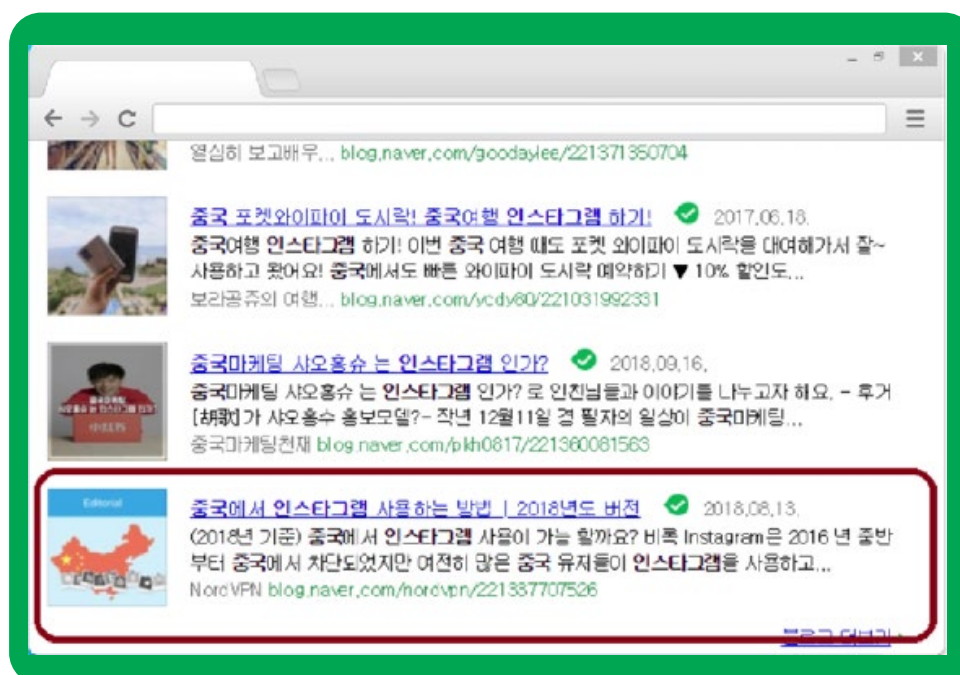 열심히 보고배우... blog.naver.com/goodaylee/221371350704
중국 포켓와이파이 도시락! 중국여행 인스타그램 하기! 2017.06.18.
중국여행 인스타그램 하기! 이번 중국 여행 때도 포켓 와이파이 도시락을 대여해가서 잘~
사용하고 왔어요! 중국에서도 빠른 와이파이 도시락 예약하기 ▼ 10% 할인도...
보라공쥬의 여행... blog.naver.com/ycdy80/221031992331
중국마케팅 샤오홍슈 는 인스타그램 인가? 2018.09.16.
중국마케팅 샤오홍슈 는 인스타그램 인가? 로 인친님들과 이야기를 나누고자 해요. - 후거
가 샤오홍슈 홍보모델?- 작년 12월11일 경 필자의 일상이 중국마케팅...
중국마케팅천재 blog.naver.com/pkh0817/221360081563
Editorial
중국에서 인스타그램 사용하는 방법 | 2018년도 버전 2018.08.13.
(2018년 기준) 중국에서 인스타그램 사용이 가능 할까요? 비록 Instagram은 2016 년 중반
부터 중국에서 차단되었지만 여전히 많은 중국 유저들이 인스타그램을 사용하고...
NordVPN blog.naver.com/nordvpn/221337707526
블로그 더보기